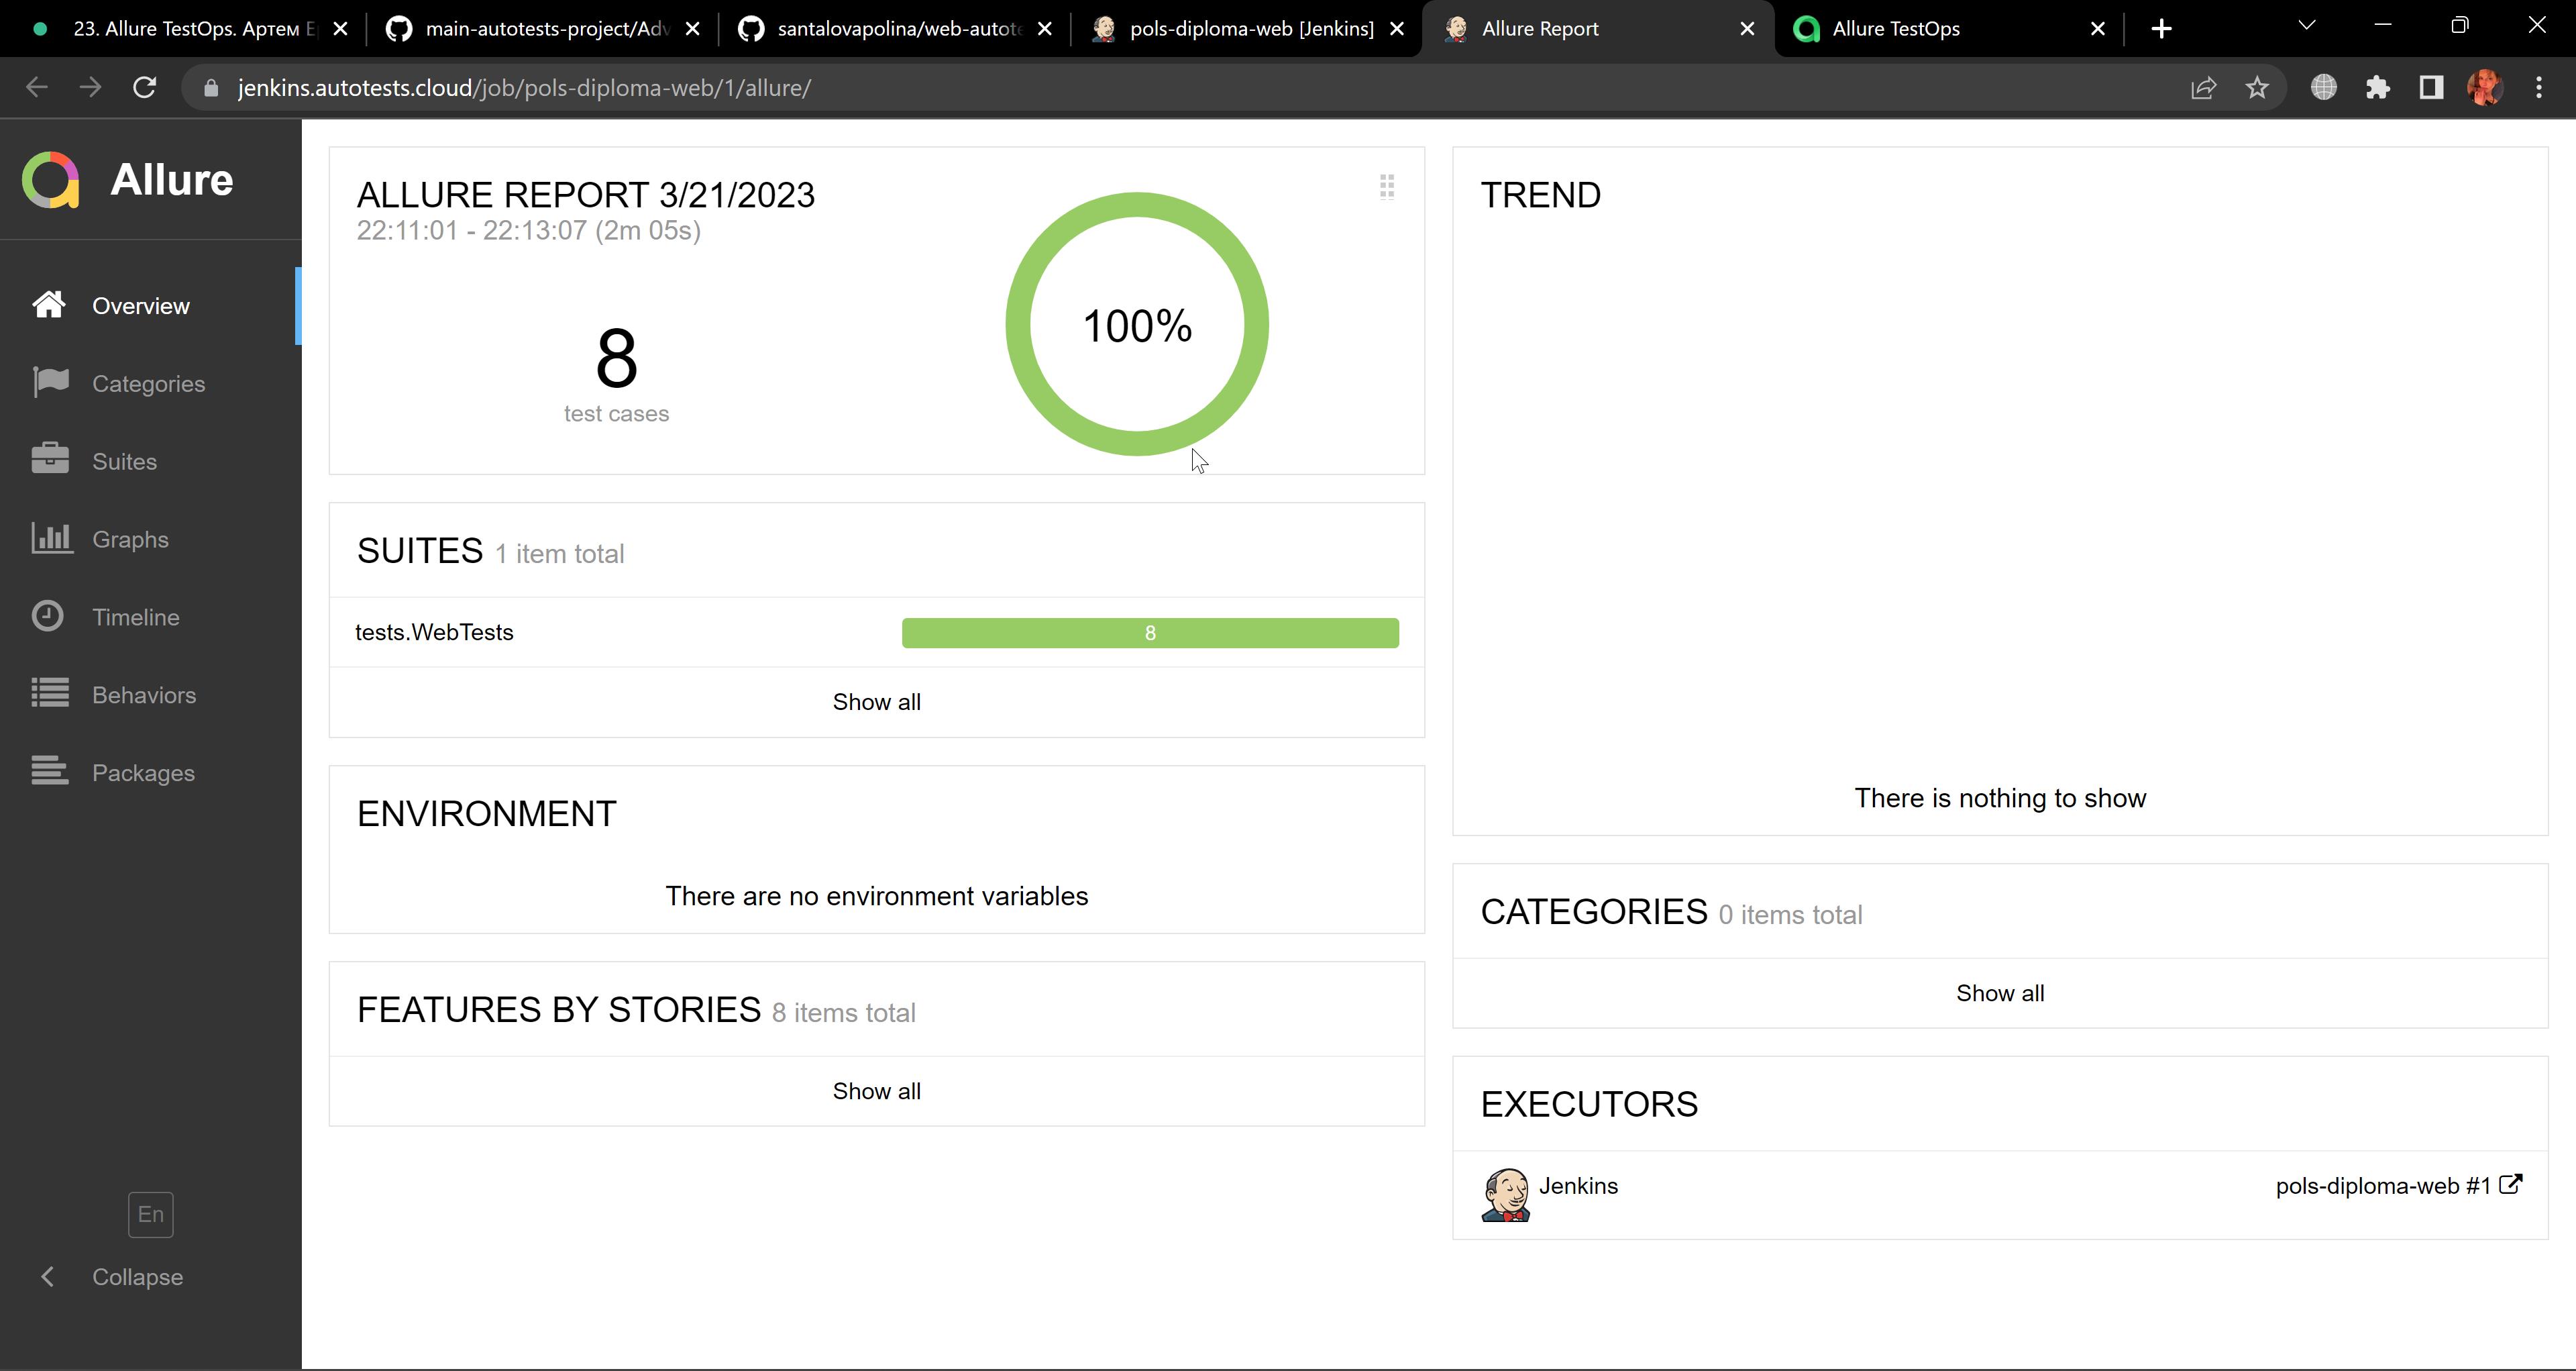 23. Allure TestOps. Артем Е
main-autotests-project/Adv
santalovapolina/web-autote
pols-diploma-web [Jenkins]
Allure Report
Allure TestOps
jenkins.autotests.cloud/job/pols-diploma-web/1/allure/
Allure
Overview
Categories
Suites
Graphs
Timeline
Behaviors
Packages
En
Collapse
ALLURE REPORT 3/21/2023
22:11:01 - 22:13:07 (2m 05s)
8
test cases
100%
SUITES 1 item total
tests.WebTests 8
Show all
ENVIRONMENT
There are no environment variables
FEATURES BY STORIES 8 items total
Show all
TREND
There is nothing to show
CATEGORIES 0 items total
Show all
EXECUTORS
Jenkins pols-diploma-web #1